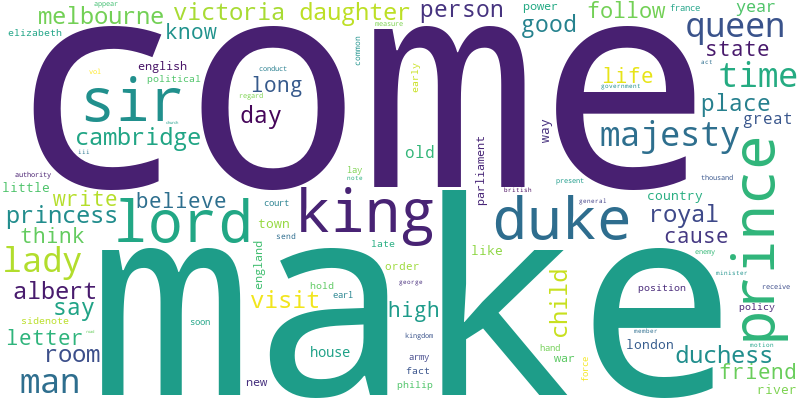 appear
elizabeth
melbourne
victoria
daughter
person
power
measure
follow
france
year
good
queen
come
know
english
political
vol
conduct
regard
long
common
early
life
government
state
act
time
sir
day
church
cambridge
iii
old
way
majesty
place
great
authority
little
write
believe
princess
think
lord
lay
note
parliament
british
present
thousand
general
country
royal
cause
king
duke
court
town
send
england
late
like
prince
lady
albert
say
letter
room
man
sidenote
road
soon
make
visit
hold
order
george
high
earl
kingdom
house
army
fact
philip
new
child
hand
war
force
position
member
london
enemy
minister
receive
policy
motion
duchess
friend
river